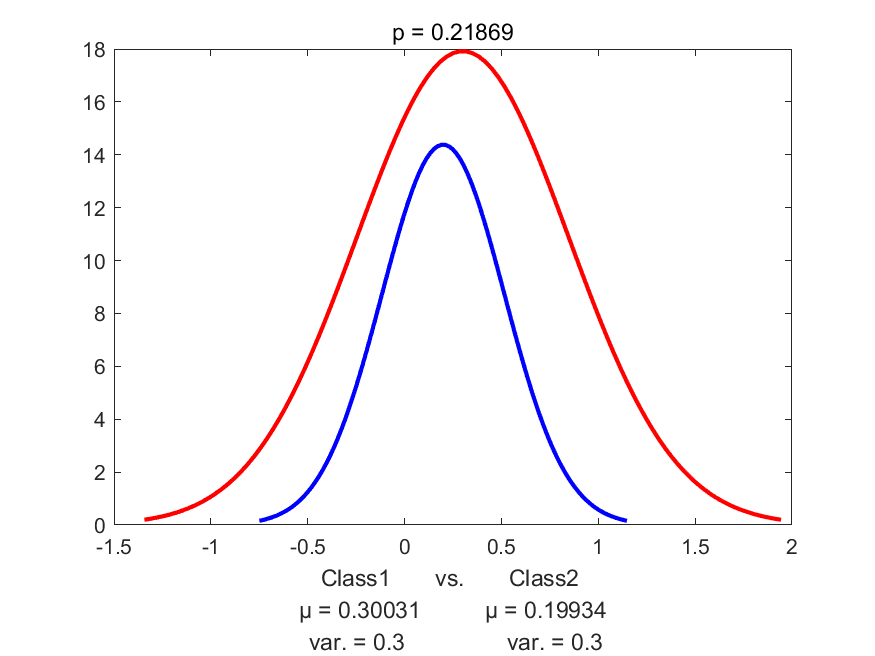 p = 0.21869
18
16
14
12
10
8
6
4
2
0
-1.5 -1 -0.5 0 0.5 1 1.5 2
Class1 vs. Class2
μ = 0.30031 μ = 0.19934
var. = 0.3 var. = 0.3